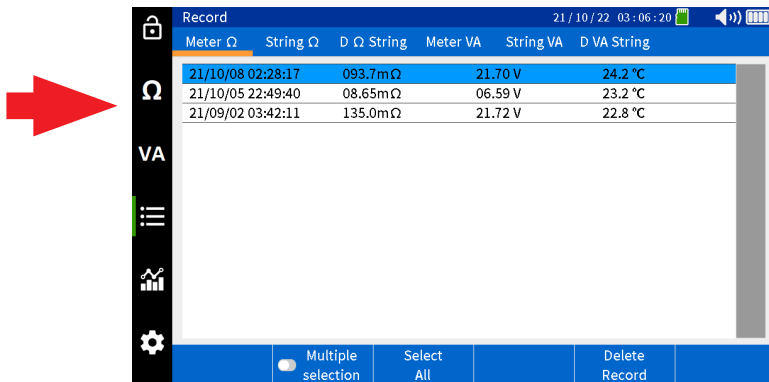 Record 21/10/22 03:06:20
Meter Ω String Ω D Ω String Meter VA String VA D VA String
21/10/08 02:28:17 093.7mΩ 21.70 V 24.2 ℃
21/10/05 22:49:40 08.65mΩ 06.59 V 23.2 ℃
21/09/02 03:42:11 135.0mΩ 21.72 V 22.8 ℃
Ω
VA
Multiple selection
Select All
Delete Record